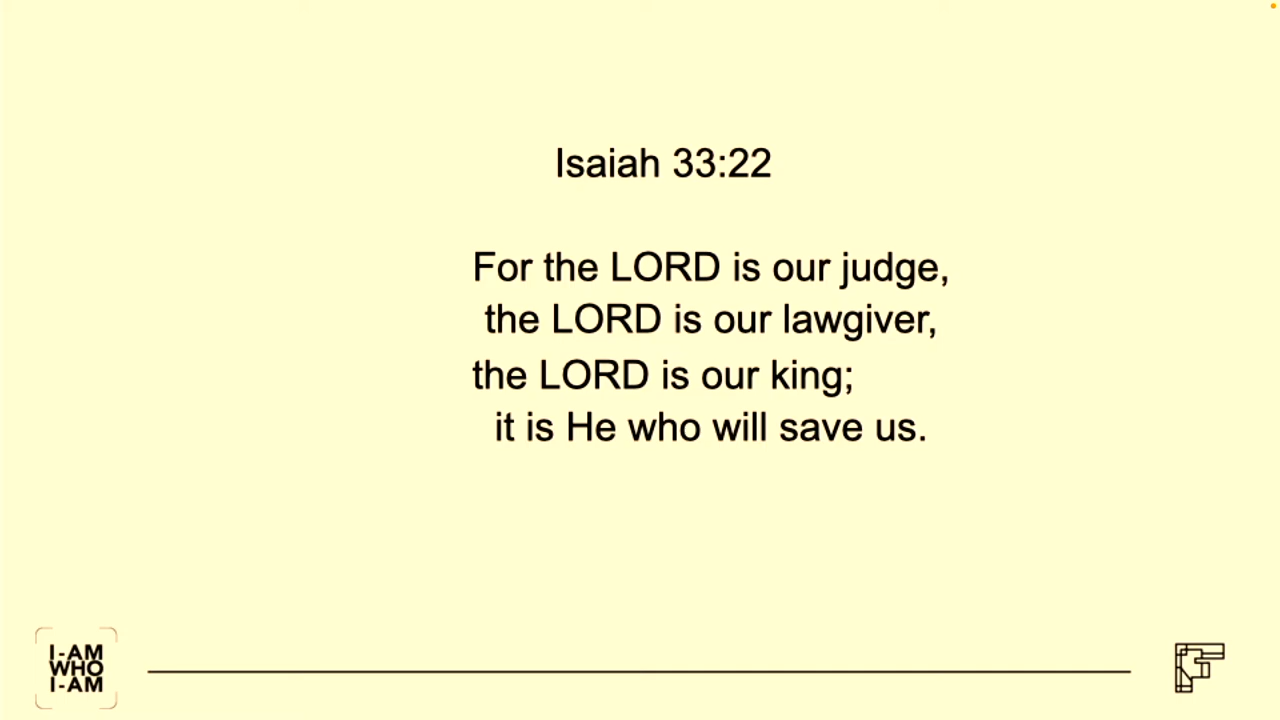 Isaiah 33:22
For the LORD is our judge,
the LORD is our lawgiver,
the LORD is our king;
it is He who will save us.
I-AM
WHO
I-AM